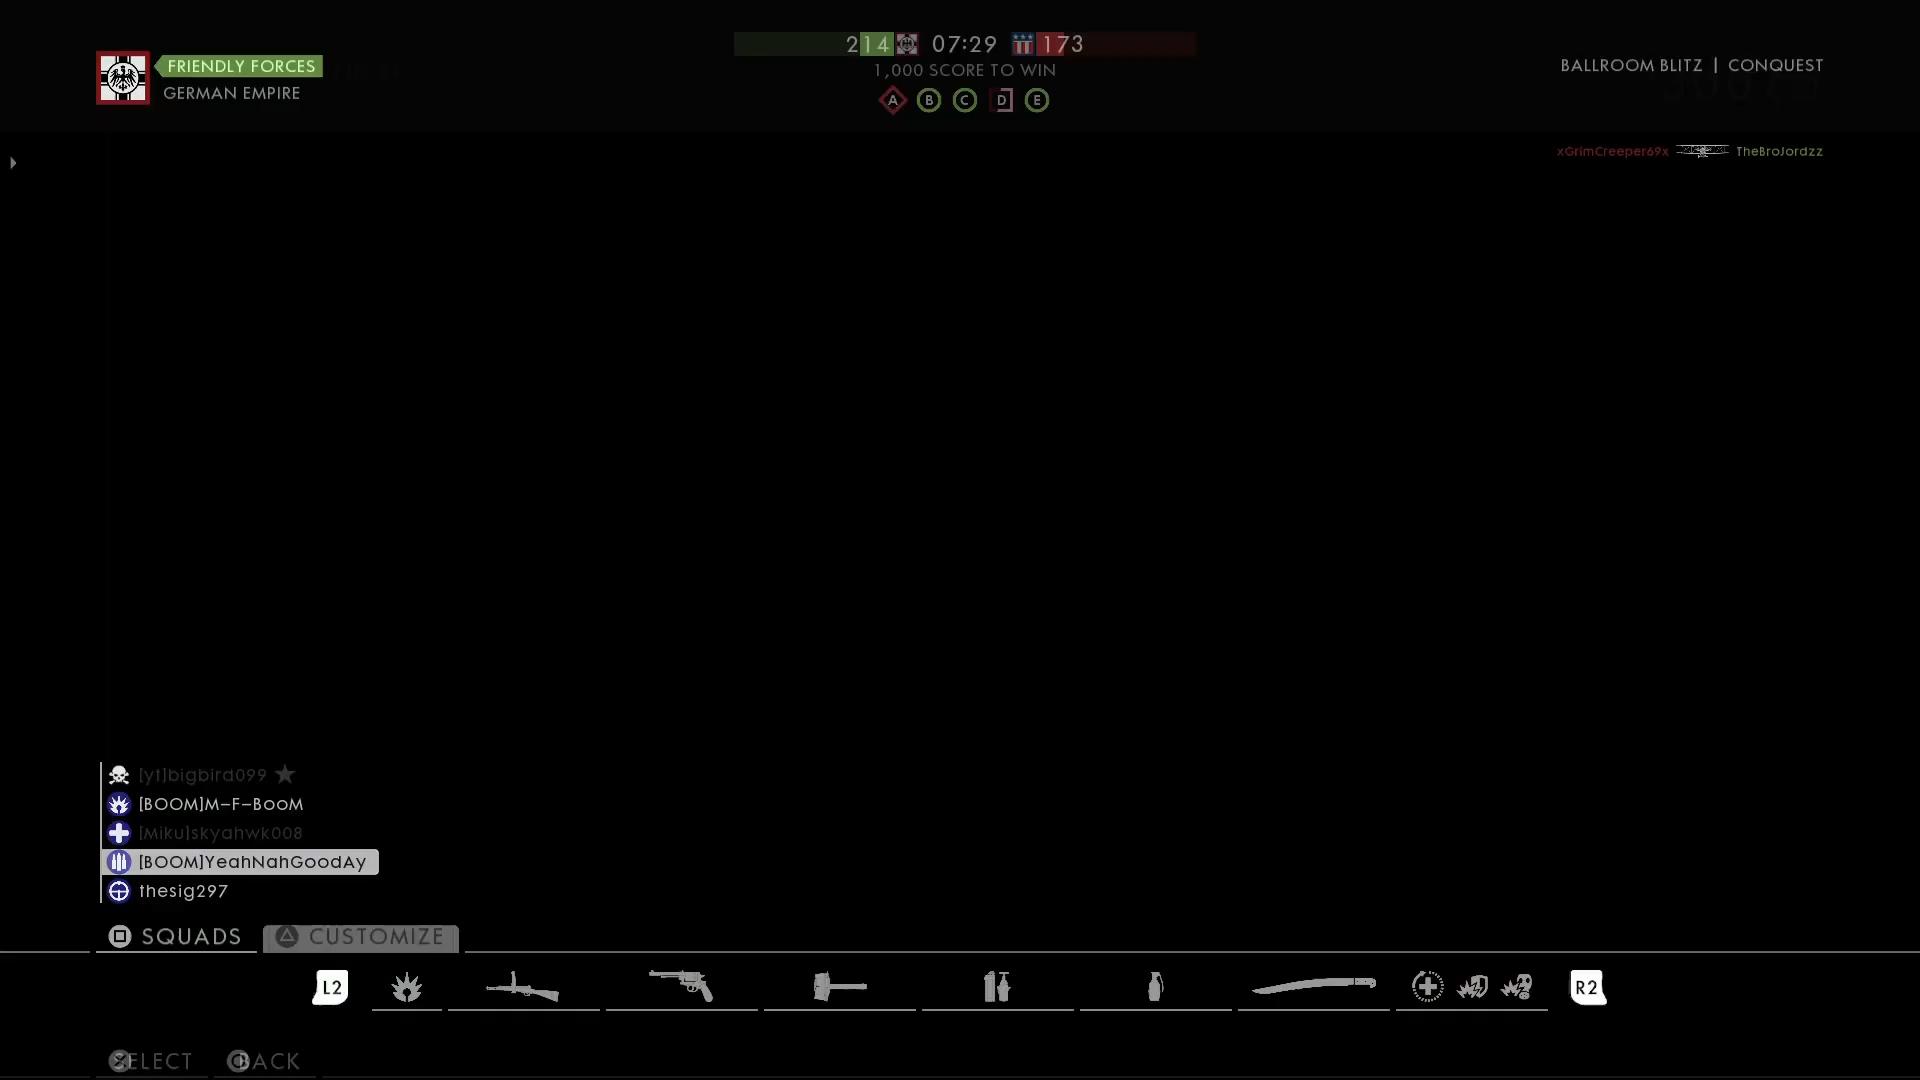 FRIENDLY FORCES
GERMAN EMPIRE
214 07:29 173
1,000 SCORE TO WIN
A B C D E
BALLROOM BLITZ | CONQUEST
xGrimCreeper69x TheBroJordzz
[yt]bigbird099
[BOOM]M-F-BooM
[Miku]skyahwk008
[BOOM]YeahNahGoodAy
thesig297
SQUADS CUSTOMIZE
L2 R2
SELECT BACK